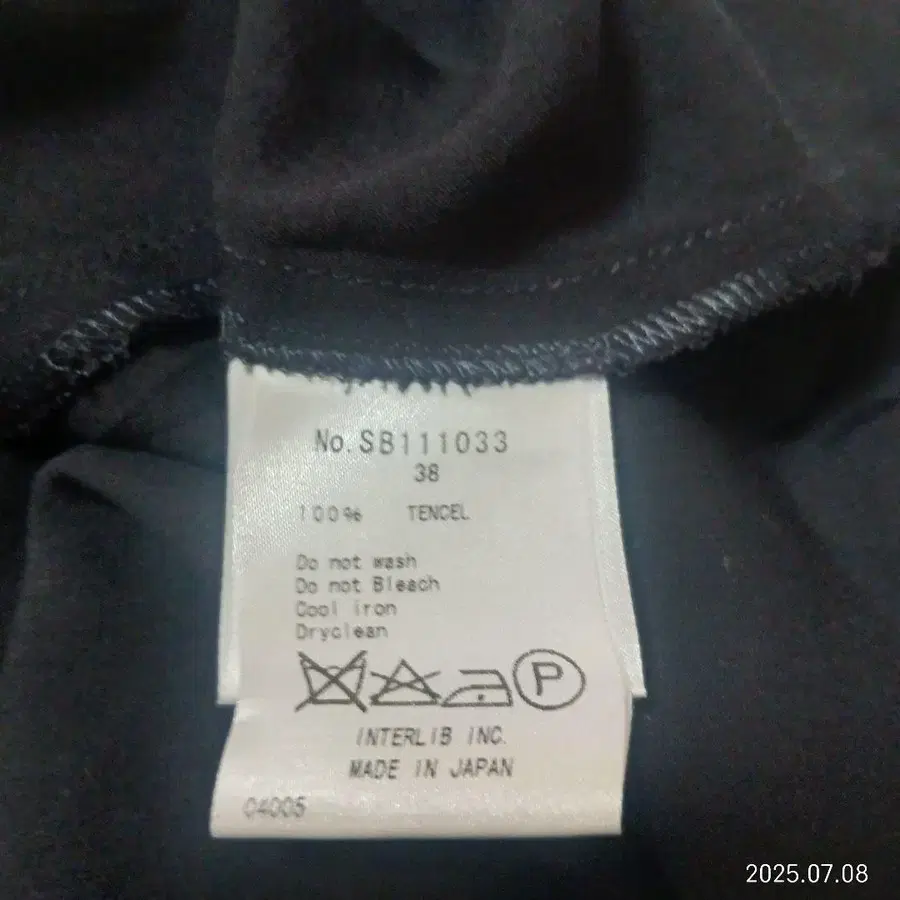 No. SB111033
38
100% TENCEL
Do not wash
Do not Bleach
Cool iron
Dryclean
P
INTERLIB INC.
MADE IN JAPAN
04005
2025.07.08